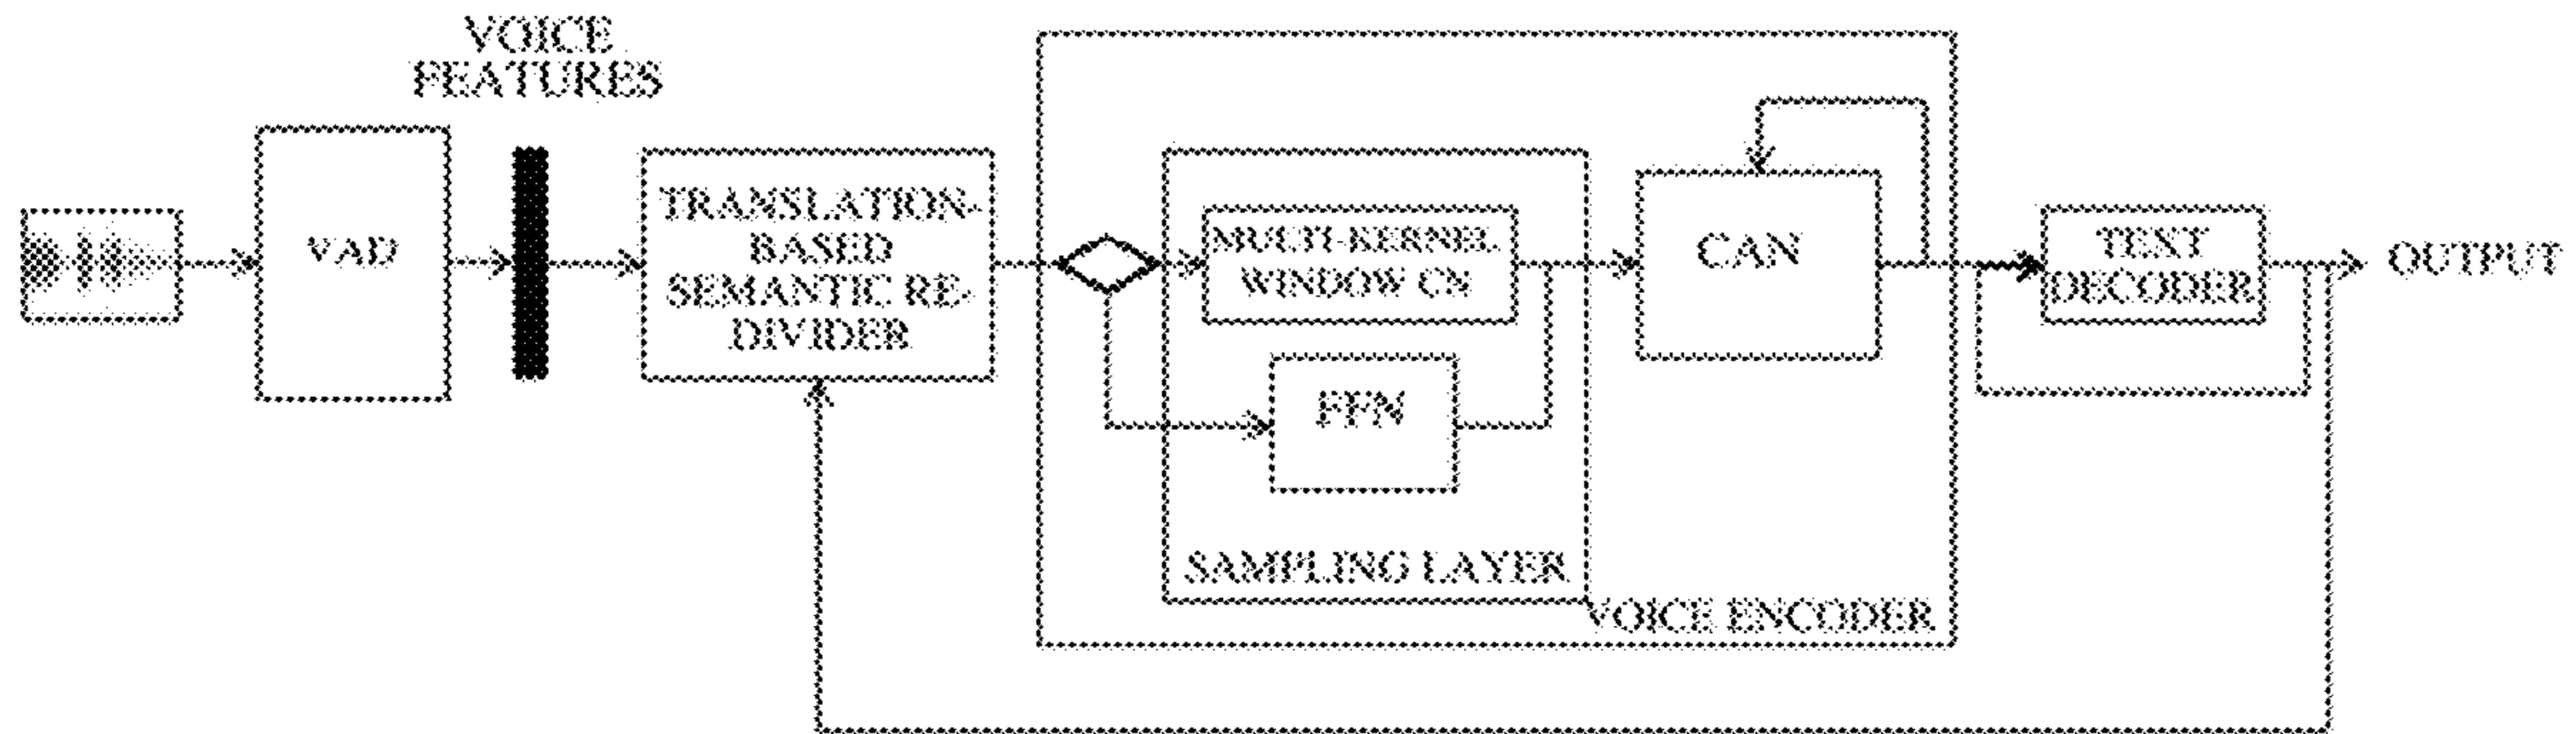 VOICE
FEATURES
VAD
TRANSLATION-
BASED
SEMANTIC RE-
DIVIDER
MULTI-KERNEL
WINDOW CN
FFN
SAMPLING LAYER
CAN
VOICE ENCODER
TEXT
DECODER
OUTPUT